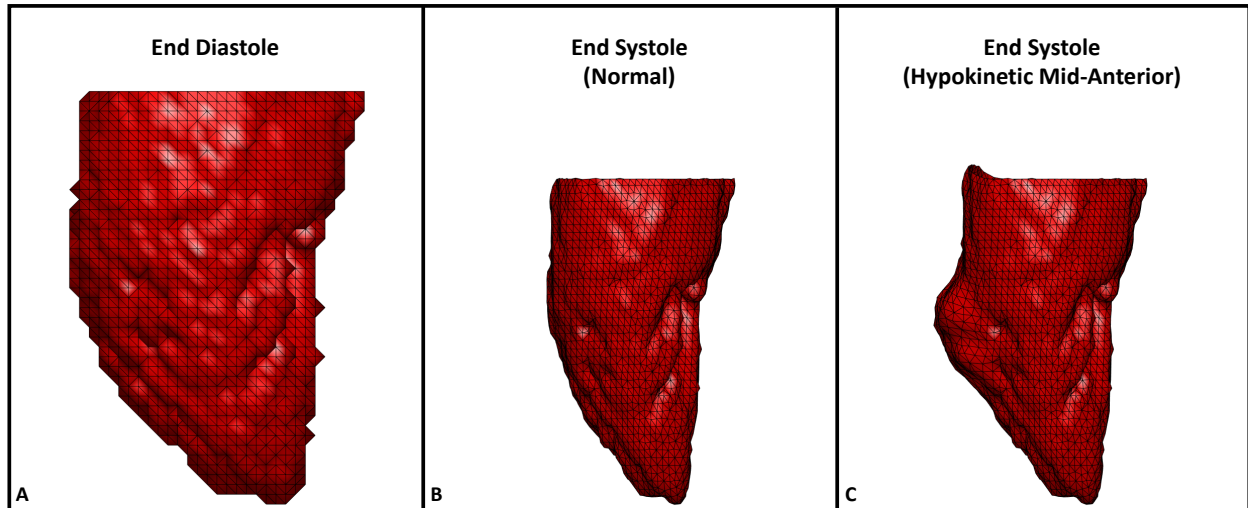 End Diastole
A
End Systole
(Normal)
B
End Systole
(Hypokinetic Mid-Anterior)
C